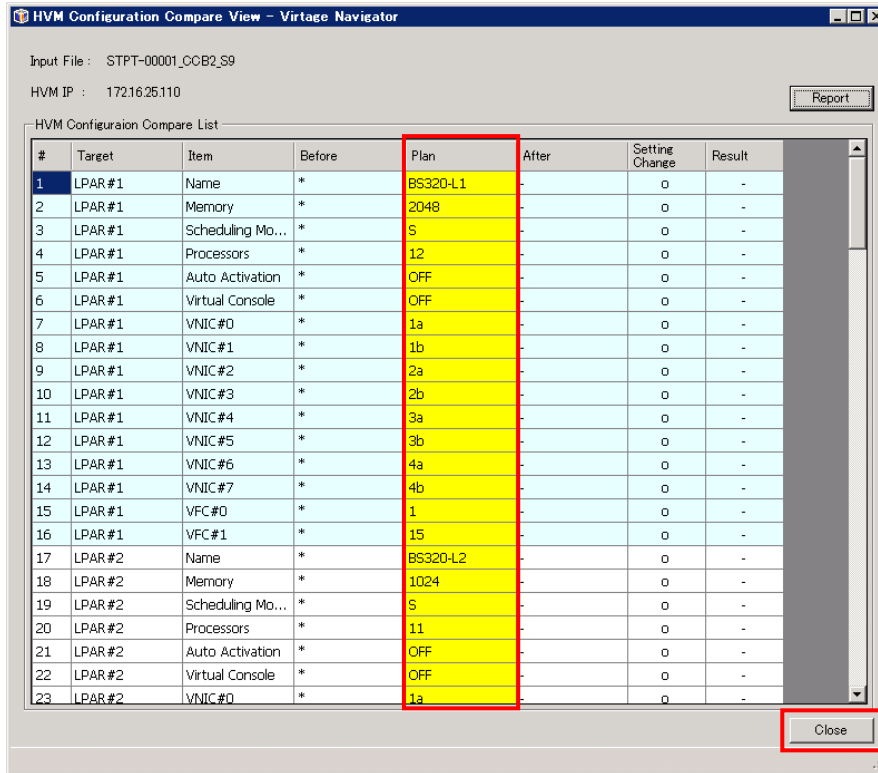 HVM Configuration Compare View - Virtage Navigator
Input File : STPT-00001_CCB2_S9
HVM IP : 172.16.25.110
Report
HVM Configuraion Compare List
# Target Item Before Plan After Setting Change Result
1 LPAR#1 Name * BS320-L1 - o -
2 LPAR#1 Memory * 2048 - o -
3 LPAR#1 Scheduling Mo... * S - o -
4 LPAR#1 Processors * 12 - o -
5 LPAR#1 Auto Activation * OFF - o -
6 LPAR#1 Virtual Console * OFF - o -
7 LPAR#1 VNIC#0 * 1a - o -
8 LPAR#1 VNIC#1 * 1b - o -
9 LPAR#1 VNIC#2 * 2a - o -
10 LPAR#1 VNIC#3 * 2b - o -
11 LPAR#1 VNIC#4 * 3a - o -
12 LPAR#1 VNIC#5 * 3b - o -
13 LPAR#1 VNIC#6 * 4a - o -
14 LPAR#1 VNIC#7 * 4b - o -
15 LPAR#1 VFC#0 * 1 - o -
16 LPAR#1 VFC#1 * 15 - o -
17 LPAR#2 Name * BS320-L2 - o -
18 LPAR#2 Memory * 1024 - o -
19 LPAR#2 Scheduling Mo... * S - o -
20 LPAR#2 Processors * 11 - o -
21 LPAR#2 Auto Activation * OFF - o -
22 LPAR#2 Virtual Console * OFF - o -
23 LPAR#2 VNIC#0 * 1a - o -
Close